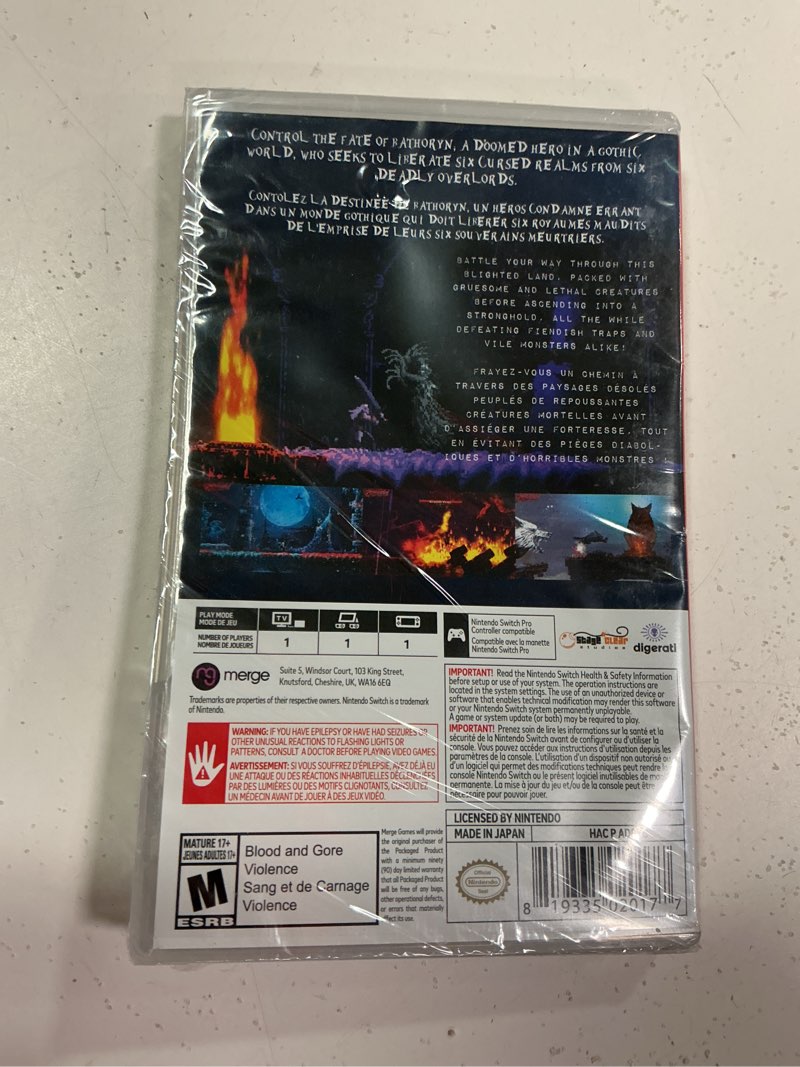 CONTROL THE FATE OF RATHORYN, A DOOMED HERO IN A GOTHIC
WORLD, WHO SEEKS TO LIBERATE SIX CURSED REALMS FROM SIX
DEADLY OVERLORDS.
CONTOLEZ LA DESTINÉE RATHORYN, UN HEROS CONDAMNE ERRANT
DANS UN MONDE GOTHIQUE QUI DOIT LIBERER SIX ROYAUMES MAUDITS
DE L'EMPRISE DE LEURS SIX SOUVERAINS MEURTRIERS.
BATTLE YOUR WAY THROUGH THIS
BLIGHTED LAND, PACKED WITH
GRUESOME AND LETHAL CREATURES
BEFORE ASCENDING INTO A
STRONGHOLD, ALL THE WHILE
DEFEATING FIENDISH TRAPS AND
VILE MONSTERS ALIKE!
FRAYEZ-VOUS UN CHEMIN À
TRAVERS DES PAYSAGES DÉSOLÉS
PEUPLÉS DE REPOUSSANTES
CRÉATURES MORTELLES AVANT
D'ASSIÉGER UNE FORTERESSE, TOUT
EN ÉVITANT DES PIÈGES DIABOL-
IQUES ET D'HORRIBLES MONSTRES !
PLAY MODE
MODE DE JEU
TV
NUMBER OF PLAYERS
NOMBRE DE JOUEURS
1 1 1
Nintendo Switch Pro
Controller compatible
Compatible avec la manette
Nintendo Switch Pro
Stage Clear
studios
digerati
mg merge
Suite 5, Windsor Court, 103 King Street,
Knutsford, Cheshire, UK, WA16 6EQ
Trademarks are properties of their respective owners. Nintendo Switch is a trademark
of Nintendo.
WARNING: IF YOU HAVE EPILEPSY OR HAVE HAD SEIZURES OR
OTHER UNUSUAL REACTIONS TO FLASHING LIGHTS OR
PATTERNS, CONSULT A DOCTOR BEFORE PLAYING VIDEO GAMES.
AVERTISSEMENT: SI VOUS SOUFFREZ D'ÉPILEPSIE, AVEZ DÉJÀ EU
UNE ATTAQUE OU DES RÉACTIONS INHABITUELLES DÉCLENCHÉES
PAR DES LUMIÈRES OU DES MOTIFS CLIGNOTANTS, CONSULTEZ
UN MÉDECIN AVANT DE JOUER À DES JEUX VIDÉO.
IMPORTANT! Read the Nintendo Switch Health & Safety Information
before setup or use of your system. The operation instructions are
located in the system settings. The use of an unauthorized device or
software that enables technical modification may render this software
or your Nintendo Switch system permanently unplayable.
A game or system update (or both) may be required to play.
IMPORTANT! Prenez soin de lire les informations sur la santé et la
sécurité de la Nintendo Switch avant de configurer ou d'utiliser la
console. Vous pouvez accéder aux instructions d'utilisation depuis les
paramètres de la console. L'utilisation d'un dispositif non autorisé ou
d'un logiciel qui permet des modifications techniques peut rendre la
console Nintendo Switch ou le présent logiciel inutilisables de
permanente. La mise à jour du jeu et/ou de la console peut être
nécessaire pour pouvoir jouer.
LICENSED BY NINTENDO
MADE IN JAPAN HAC P
MATURE 17+
JEUNES ADULTES 17+
M
ESRB
Blood and Gore
Violence
Sang et de Carnage
Violence
Merge Games will provide
the original purchaser of
the Packaged Product
with a minimum ninety
(90) day limited warranty
that all Packaged Product
will be free of any bugs,
other operational defects,
or errors that materially
affect its use.
Official
Nintendo
Seal
8 19335 02017 7